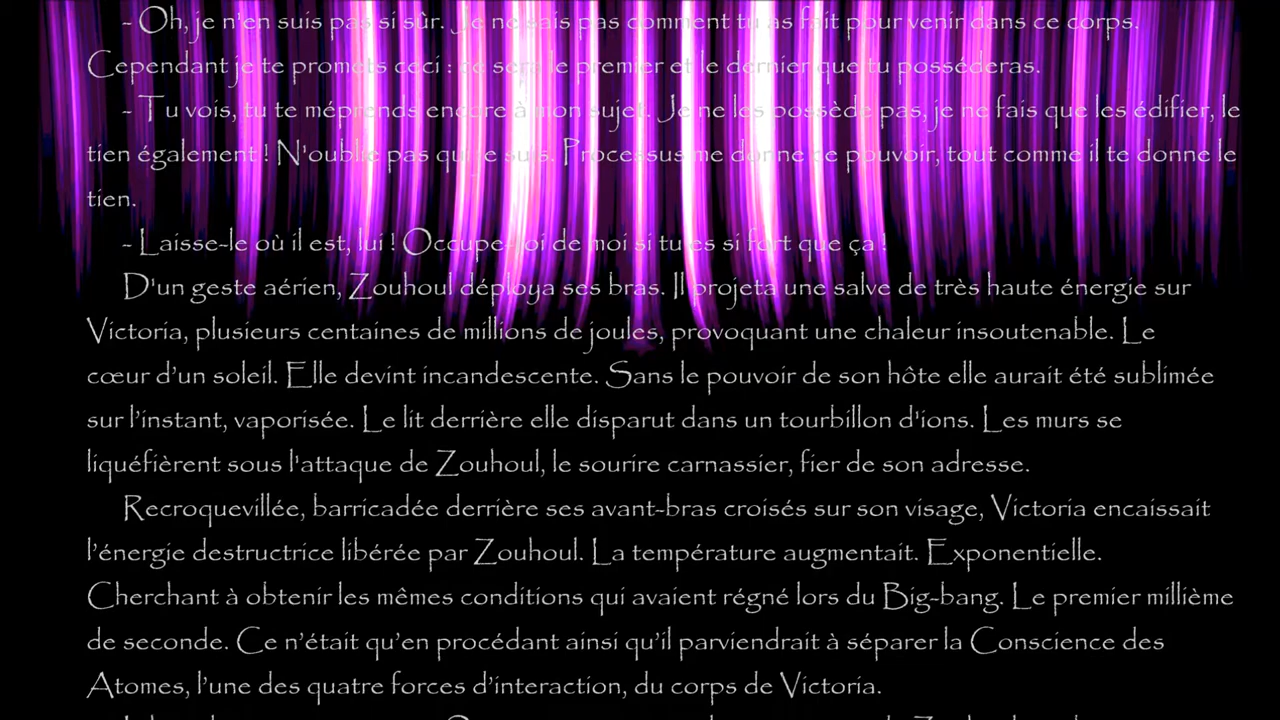 - Oh, je n'en suis pas si sûr. Je ne sais pas comment tu as fait pour venir dans ce corps.
Cependant je te promets ceci : ce sera le premier et le dernier que tu posséderas.
- Tu vois, tu te méprends encore à mon sujet. Je ne les possède pas, je ne fais que les édifier, le
tien également ! N'oublie pas qui je suis. Processus me donne ce pouvoir, tout comme il te donne le
tien.
- Laisse-le où il est, lui ! Occupe-toi de moi si tu es si fort que ça !
D'un geste aérien, Zouhoul déploya ses bras. Il projeta une salve de très haute énergie sur
Victoria, plusieurs centaines de millions de joules, provoquant une chaleur insoutenable. Le
cœur d’un soleil. Elle devint incandescente. Sans le pouvoir de son hôte elle aurait été sublimée
sur l’instant, vaporisée. Le lit derrière elle disparut dans un tourbillon d'ions. Les murs se
liquéfièrent sous l'attaque de Zouhoul, le sourire carnassier, fier de son adresse.
Recroquevillée, barricadée derrière ses avant-bras croisés sur son visage, Victoria encaissait
l’énergie destructrice libérée par Zouhoul. La température augmentait. Exponentielle.
Cherchant à obtenir les mêmes conditions qui avaient régné lors du Big-bang. Le premier millième
de seconde. Ce n’était qu’en procédant ainsi qu’il parviendrait à séparer la Conscience des
Atomes, l’une des quatre forces d’interaction, du corps de Victoria.